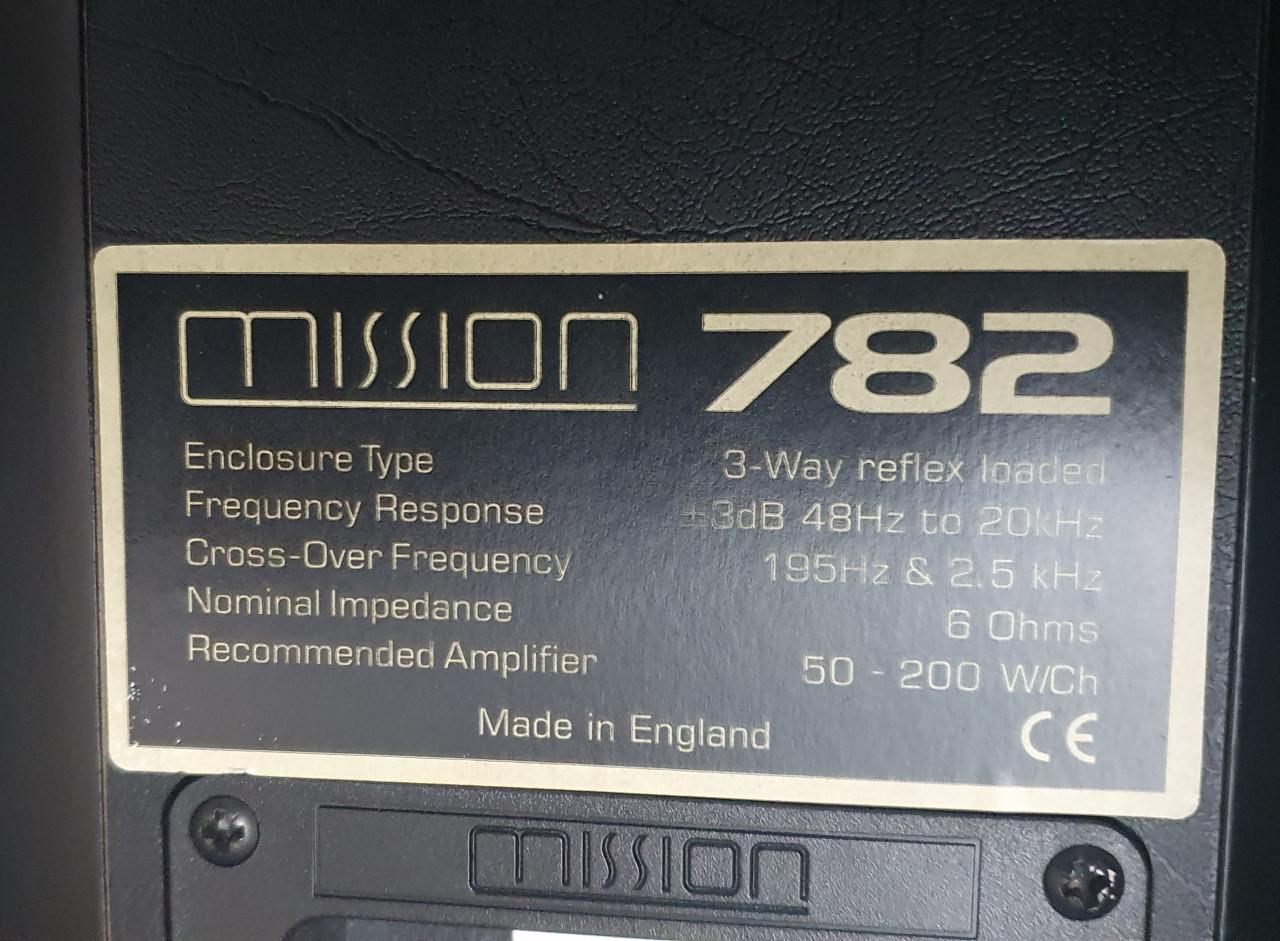 mission 782
Enclosure Type 3-Way reflex loaded
Frequency Response ±3dB 48Hz to 20kHz
Cross-Over Frequency 195Hz & 2.5 kHz
Nominal Impedance 6 Ohms
Recommended Amplifier 50 - 200 W/Ch
Made in England CE
mission